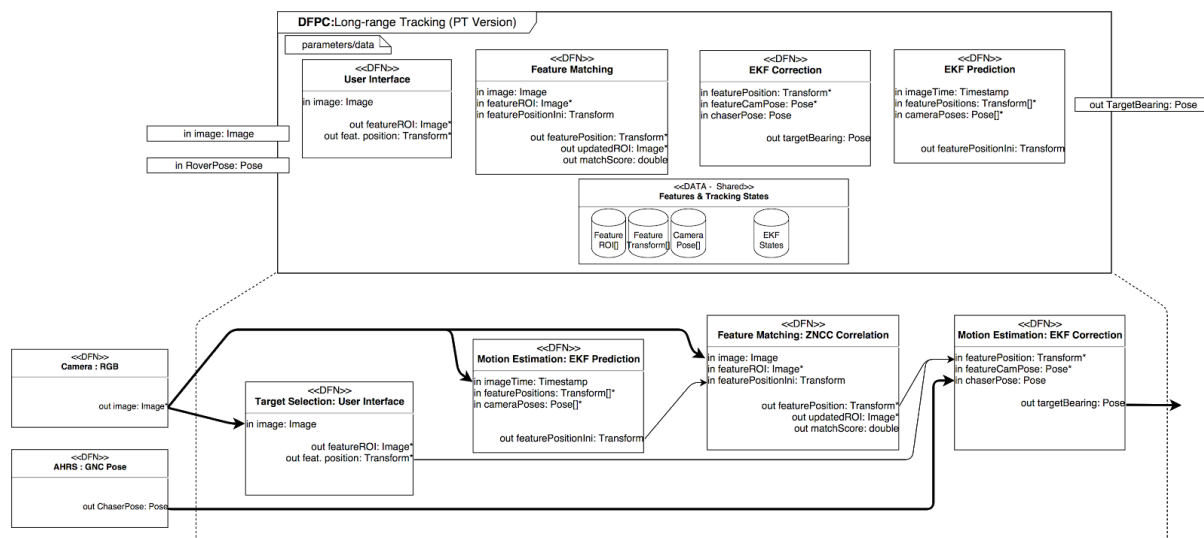 DFPC:Long-range Tracking (PT Version)
parameters/data
<<DFN>>
User Interface
in image: Image
out featureROI: Image*
out feat. position: Transform*
<<DFN>>
Feature Matching
in image: Image
in featureROI: Image*
in featurePositionIni: Transform
out featurePosition: Transform*
out updatedROI: Image*
out matchScore: double
<<DFN>>
EKF Correction
in featurePosition: Transform*
in featureCamPose: Pose*
in chaserPose: Pose
out targetBearing: Pose
<<DFN>>
EKF Prediction
in imageTime: Timestamp
in featurePositions: Transform[]*
in cameraPoses: Pose[]*
out featurePositionIni: Transform
in image: Image
in RoverPose: Pose
out TargetBearing: Pose
<<DATA - Shared>>
Features & Tracking States
Feature
ROI[]
Feature
Transform[]
Camera
Pose[]
EKF
States
<<DFN>>
Camera : RGB
out image: Image*
<<DFN>>
AHRS : GNC Pose
out ChaserPose: Pose
<<DFN>>
Target Selection: User Interface
in image: Image
out featureROI: Image*
out feat. position: Transform*
<<DFN>>
Motion Estimation: EKF Prediction
in imageTime: Timestamp
in featurePositions: Transform[]*
in cameraPoses: Pose[]*
out featurePositionIni: Transform
<<DFN>>
Feature Matching: ZNCC Correlation
in image: Image
in featureROI: Image*
in featurePositionIni: Transform
out featurePosition: Transform*
out updatedROI: Image*
out matchScore: double
<<DFN>>
Motion Estimation: EKF Correction
in featurePosition: Transform*
in featureCamPose: Pose*
in chaserPose: Pose
out targetBearing: Pose